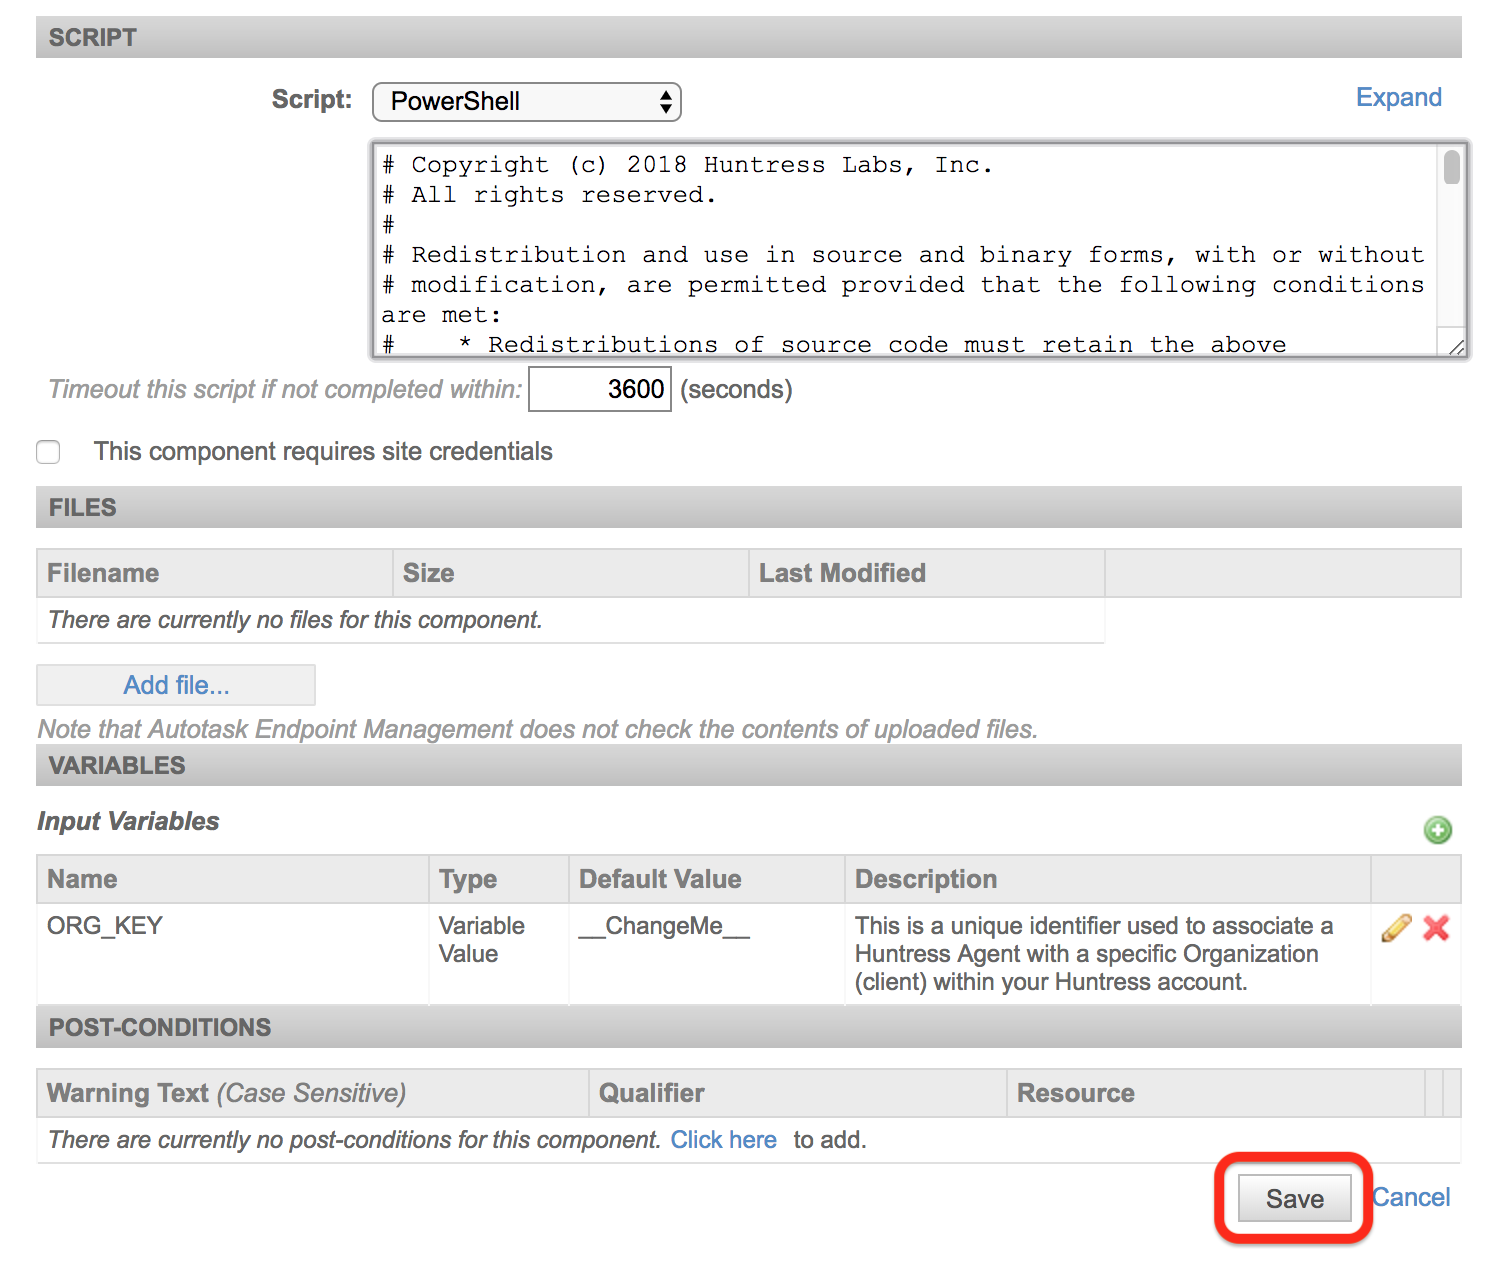 SCRIPT
Script: PowerShell Expand
# Copyright (c) 2018 Huntress Labs, Inc.
# All rights reserved.
#
# Redistribution and use in source and binary forms, with or without
# modification, are permitted provided that the following conditions
are met:
#    * Redistributions of source code must retain the above
Timeout this script if not completed within: 3600 (seconds)
This component requires site credentials
FILES
Filename Size Last Modified
There are currently no files for this component.
Add file...
Note that Autotask Endpoint Management does not check the contents of uploaded files.
VARIABLES
Input Variables
Name Type Default Value Description
ORG_KEY Variable __ChangeMe__ This is a unique identifier used to associate a
Value Huntress Agent with a specific Organization
(client) within your Huntress account.
POST-CONDITIONS
Warning Text (Case Sensitive) Qualifier Resource
There are currently no post-conditions for this component. Click here to add.
Save Cancel